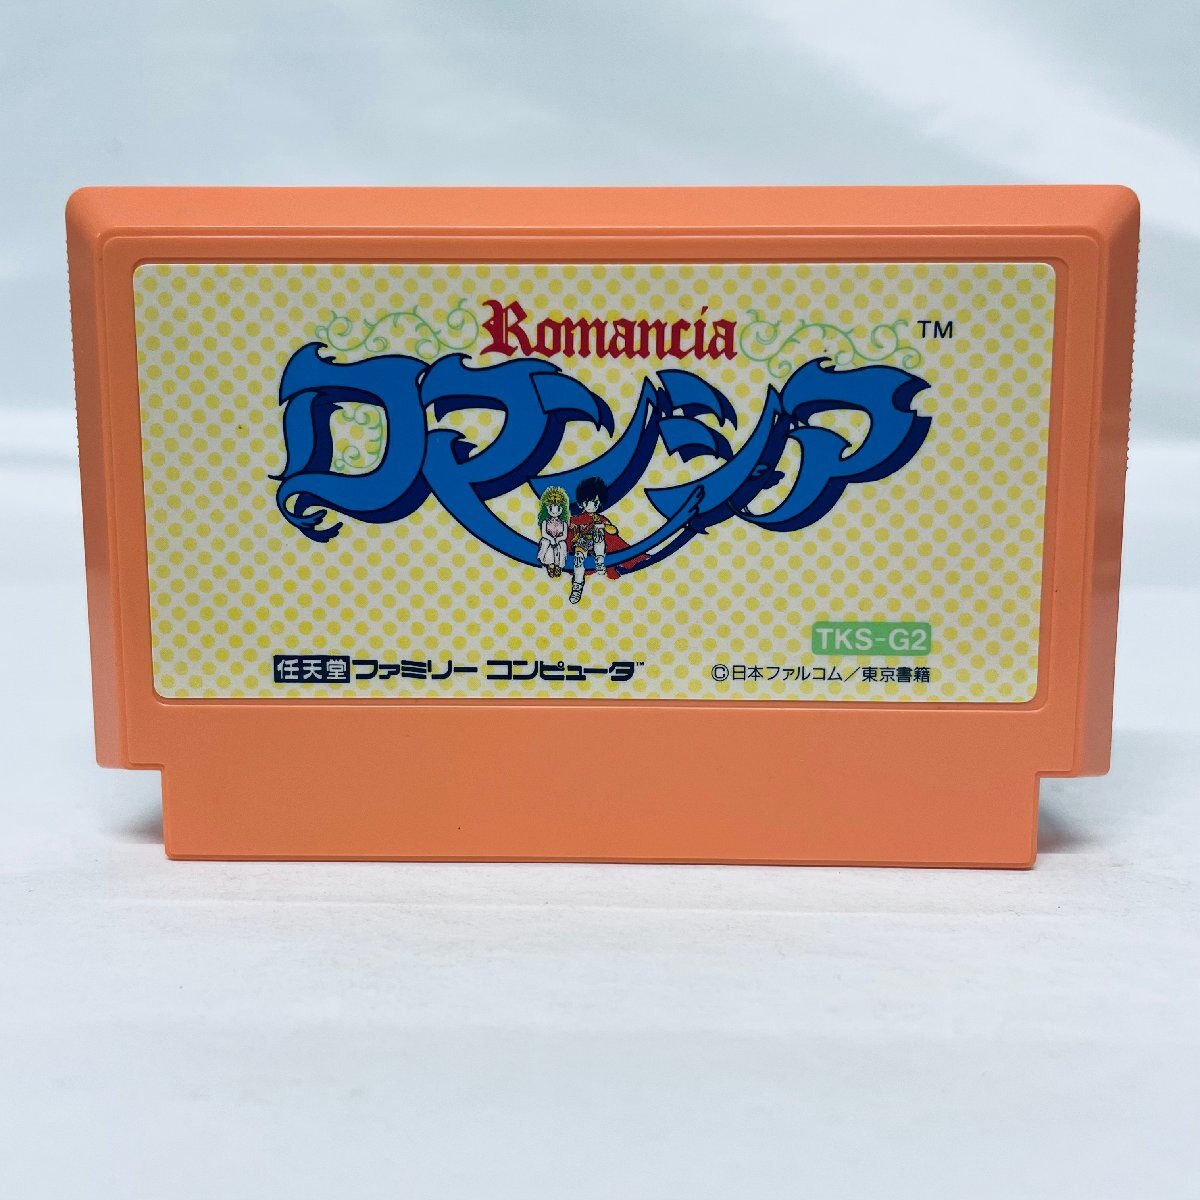 Romancia
ロマンシア TM
TKS-G2
任天堂 ファミリー コンピュータ™
©日本ファルコム/東京書籍